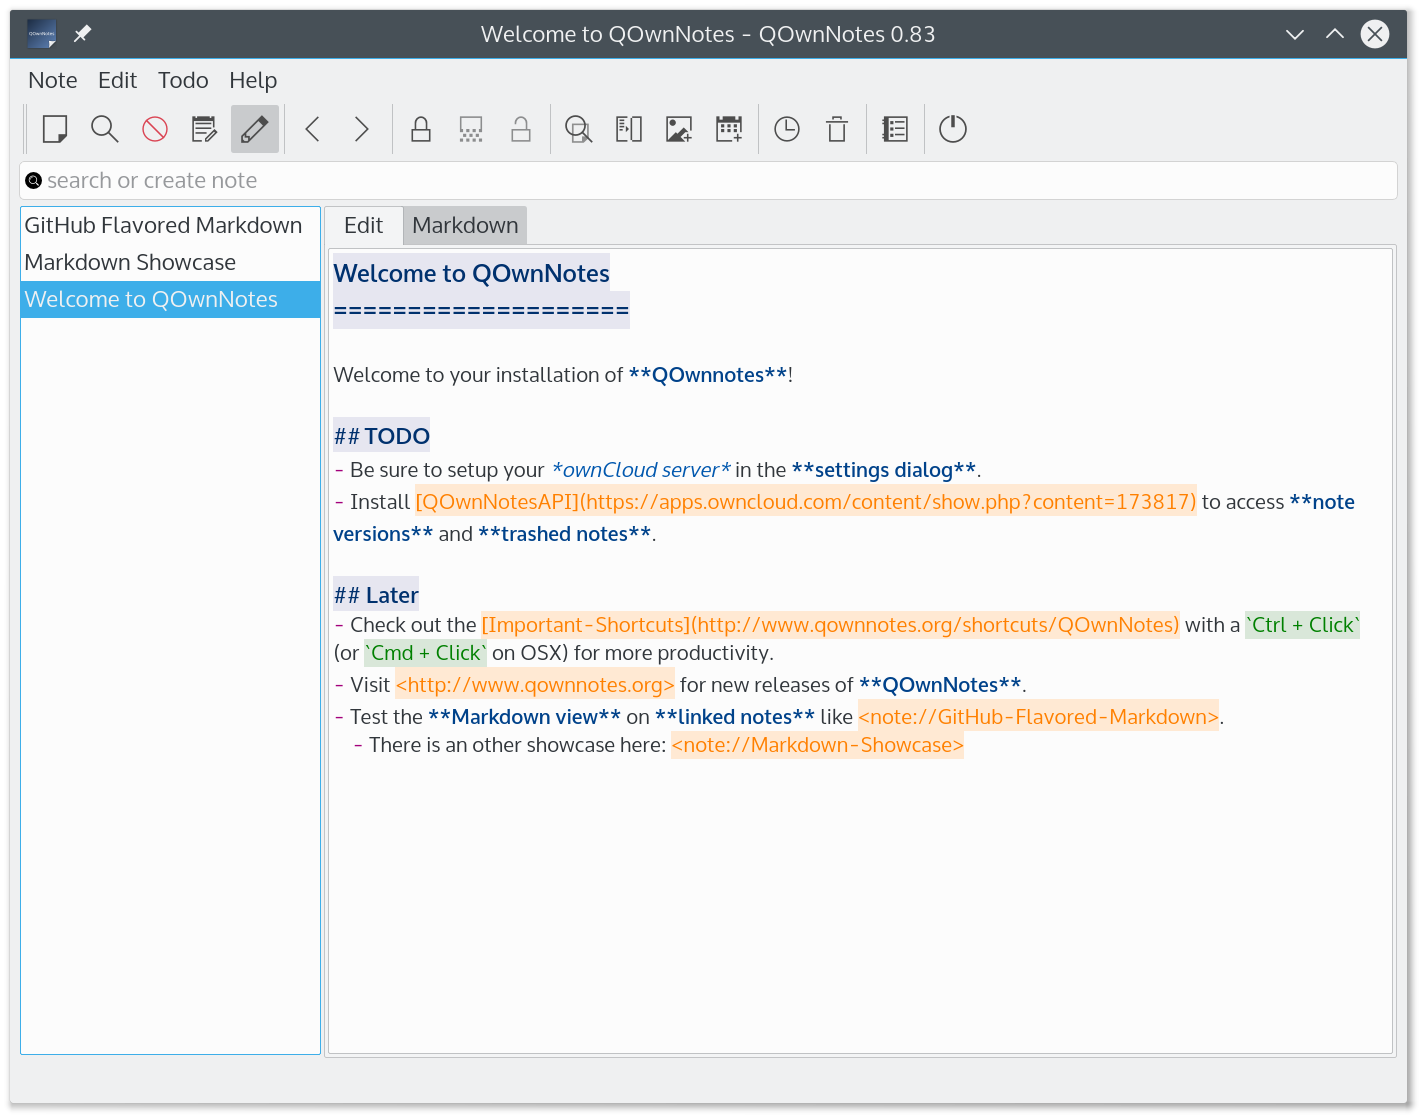 QOwnNotes
Welcome to QOwnNotes - QOwnNotes 0.83
Note Edit Todo Help
search or create note
GitHub Flavored Markdown
Markdown Showcase
Welcome to QOwnNotes
Edit Markdown
Welcome to QOwnNotes
====================
Welcome to your installation of **QOwnnotes**!
## TODO
- Be sure to setup your *ownCloud server* in the **settings dialog**.
- Install [QOwnNotesAPI](https://apps.owncloud.com/content/show.php?content=173817) to access **note
versions** and **trashed notes**.
## Later
- Check out the [Important-Shortcuts](http://www.qownnotes.org/shortcuts/QOwnNotes) with a `Ctrl + Click`
(or `Cmd + Click` on OSX) for more productivity.
- Visit <http://www.qownnotes.org> for new releases of **QOwnNotes**.
- Test the **Markdown view** on **linked notes** like <note://GitHub-Flavored-Markdown>.
- There is an other showcase here: <note://Markdown-Showcase>